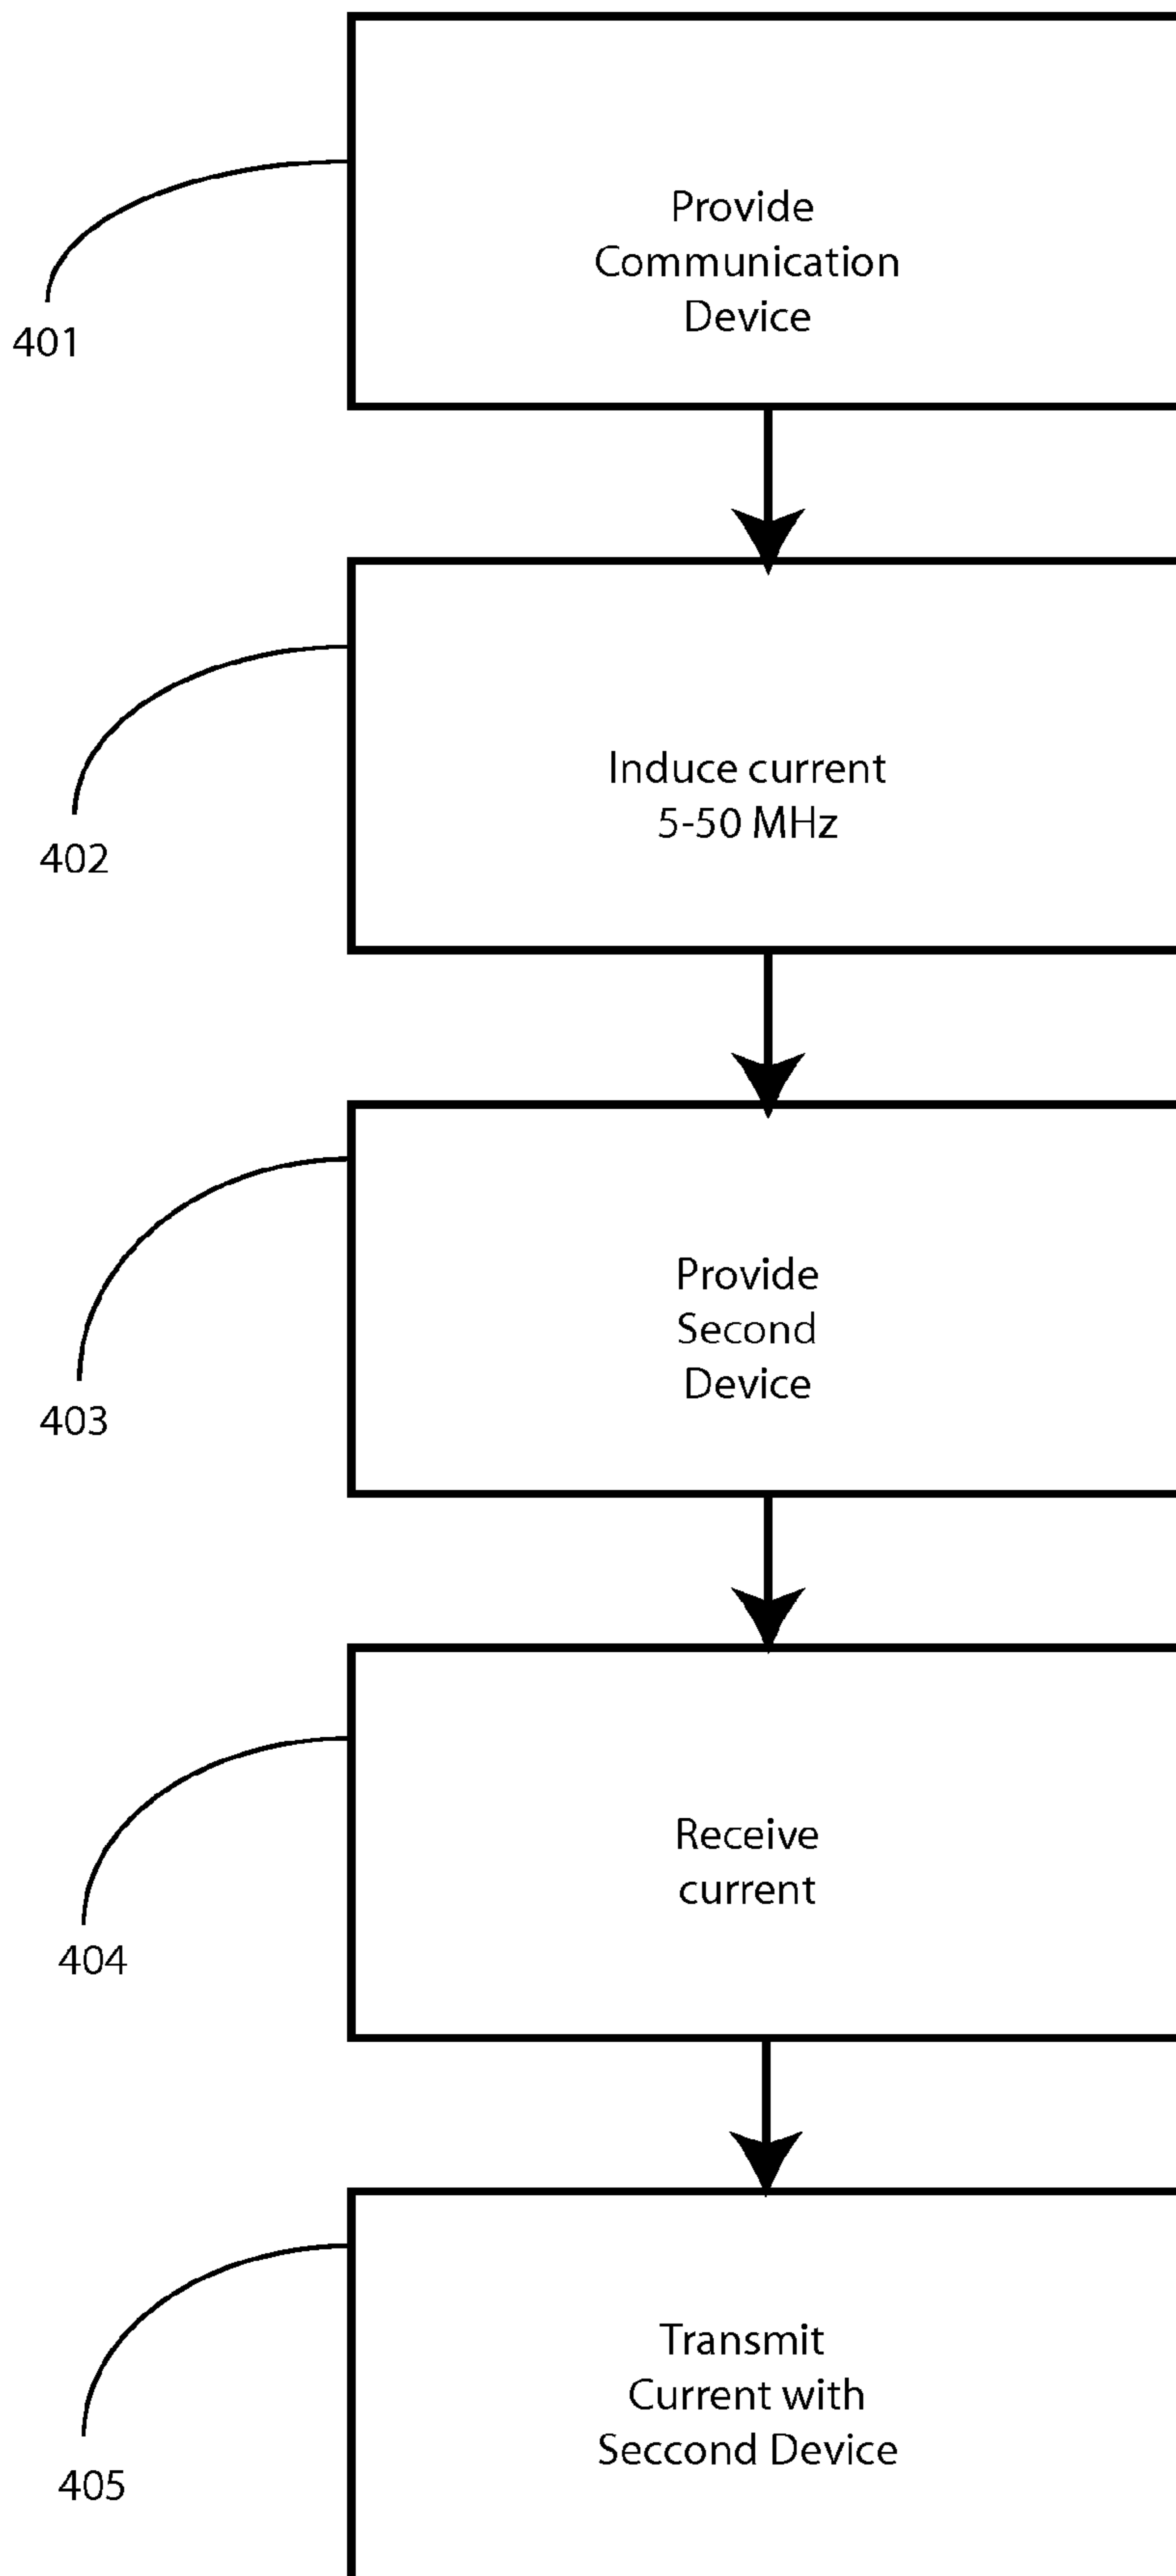 Provide
Communication
Device
401
Induce current
5-50 MHz
402
Provide
Second
Device
403
Receive
current
404
Transmit
Current with
Seccond Device
405